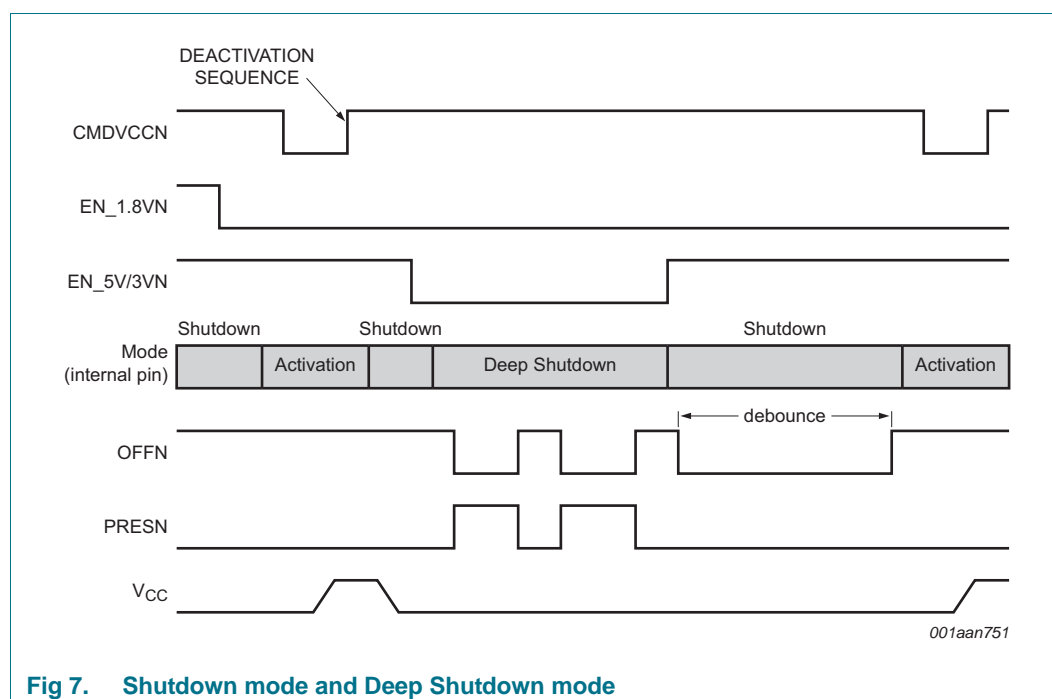 DEACTIVATION
SEQUENCE
CMDVCCN
EN_1.8VN
EN_5V/3VN
Shutdown Shutdown Shutdown
Mode
(internal pin)
Activation Deep Shutdown Activation
debounce
OFFN
PRESN
VCC
001aan751
Fig 7. Shutdown mode and Deep Shutdown mode